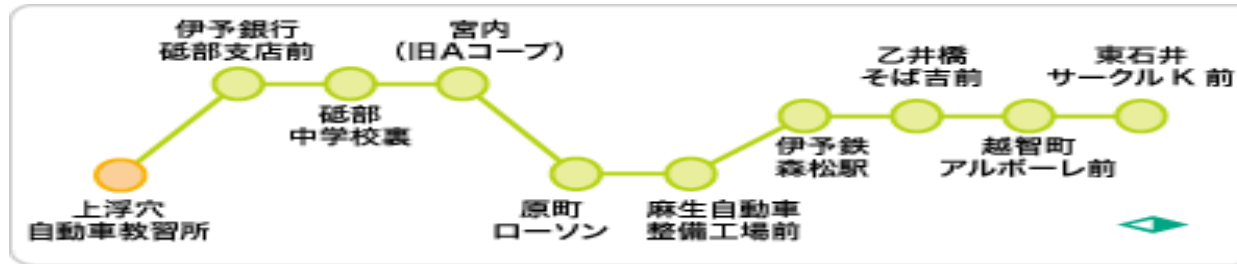 伊予銀行
砥部支店前
宮内
(旧Aコープ)
乙井橋
そば吉前
東石井
サークルK 前
砥部
中学校裏
伊予鉄
森松駅
越智町
アルボーレ前
上浮穴
自動車教習所
原町
ローソン
麻生自動車
整備工場前